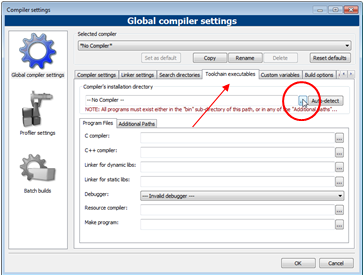 Compiler settings
Global compiler settings
Global compiler settings
Profiler settings
Batch builds
Selected compiler
"No Compiler"
Set as default
Copy
Rename
Delete
Reset defaults
Compiler settings
Linker settings
Search directories
Toolchain executables
Custom variables
Build options
Compiler's installation directory
-- No Compiler --
Auto-detect
NOTE: All programs must exist either in the "bin" sub-directory of this path, or in any of the "Additional paths"...
Program Files
Additional Paths
C compiler:
...
C++ compiler:
...
Linker for dynamic libs:
...
Linker for static libs:
...
Debugger:
--- Invalid debugger ---
Resource compiler:
...
Make program:
...
OK
Cancel